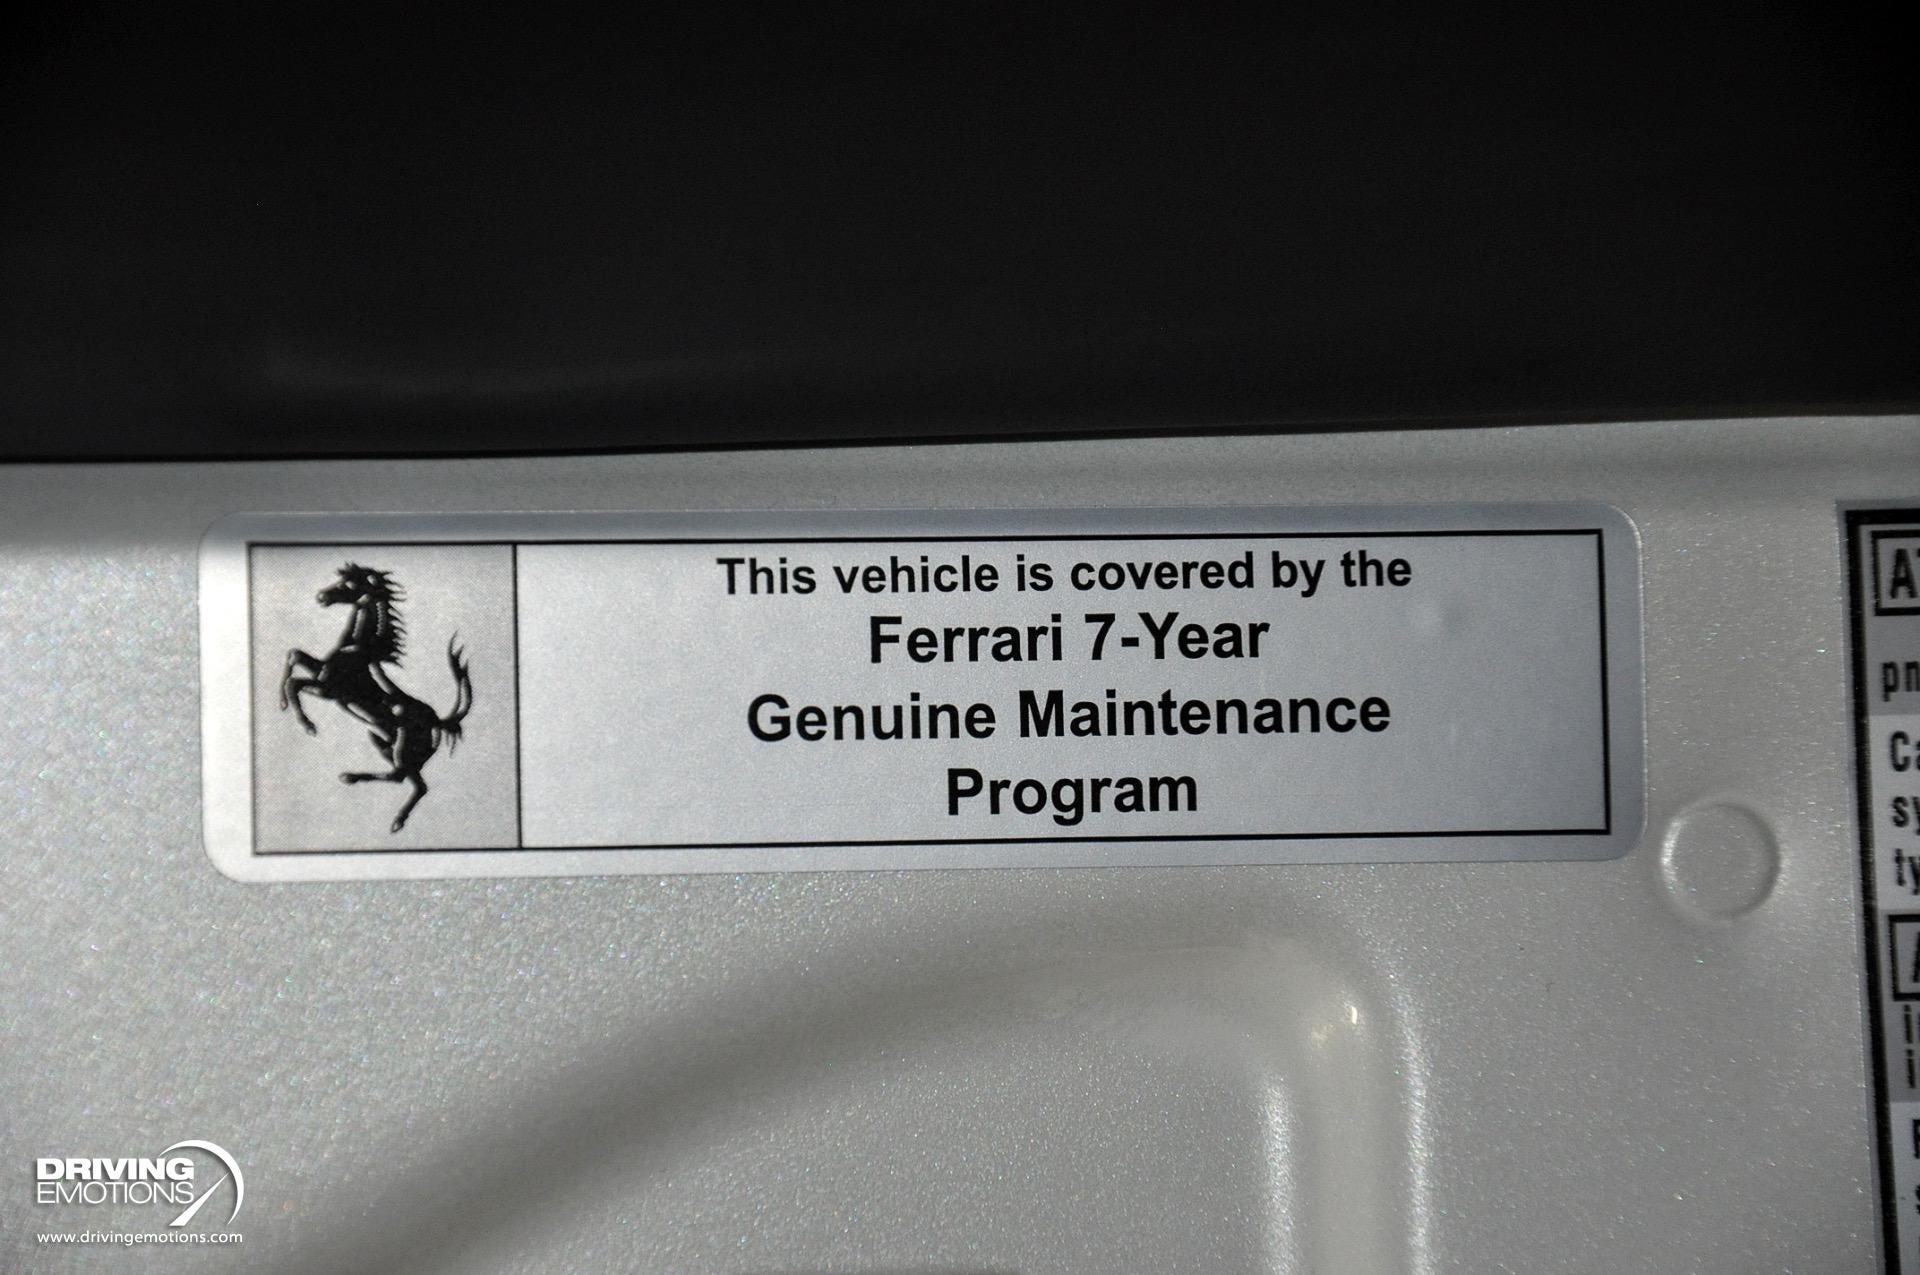 This vehicle is covered by the
Ferrari 7-Year
Genuine Maintenance
Program
DRIVING
EMOTIONS
www.drivingemotions.com